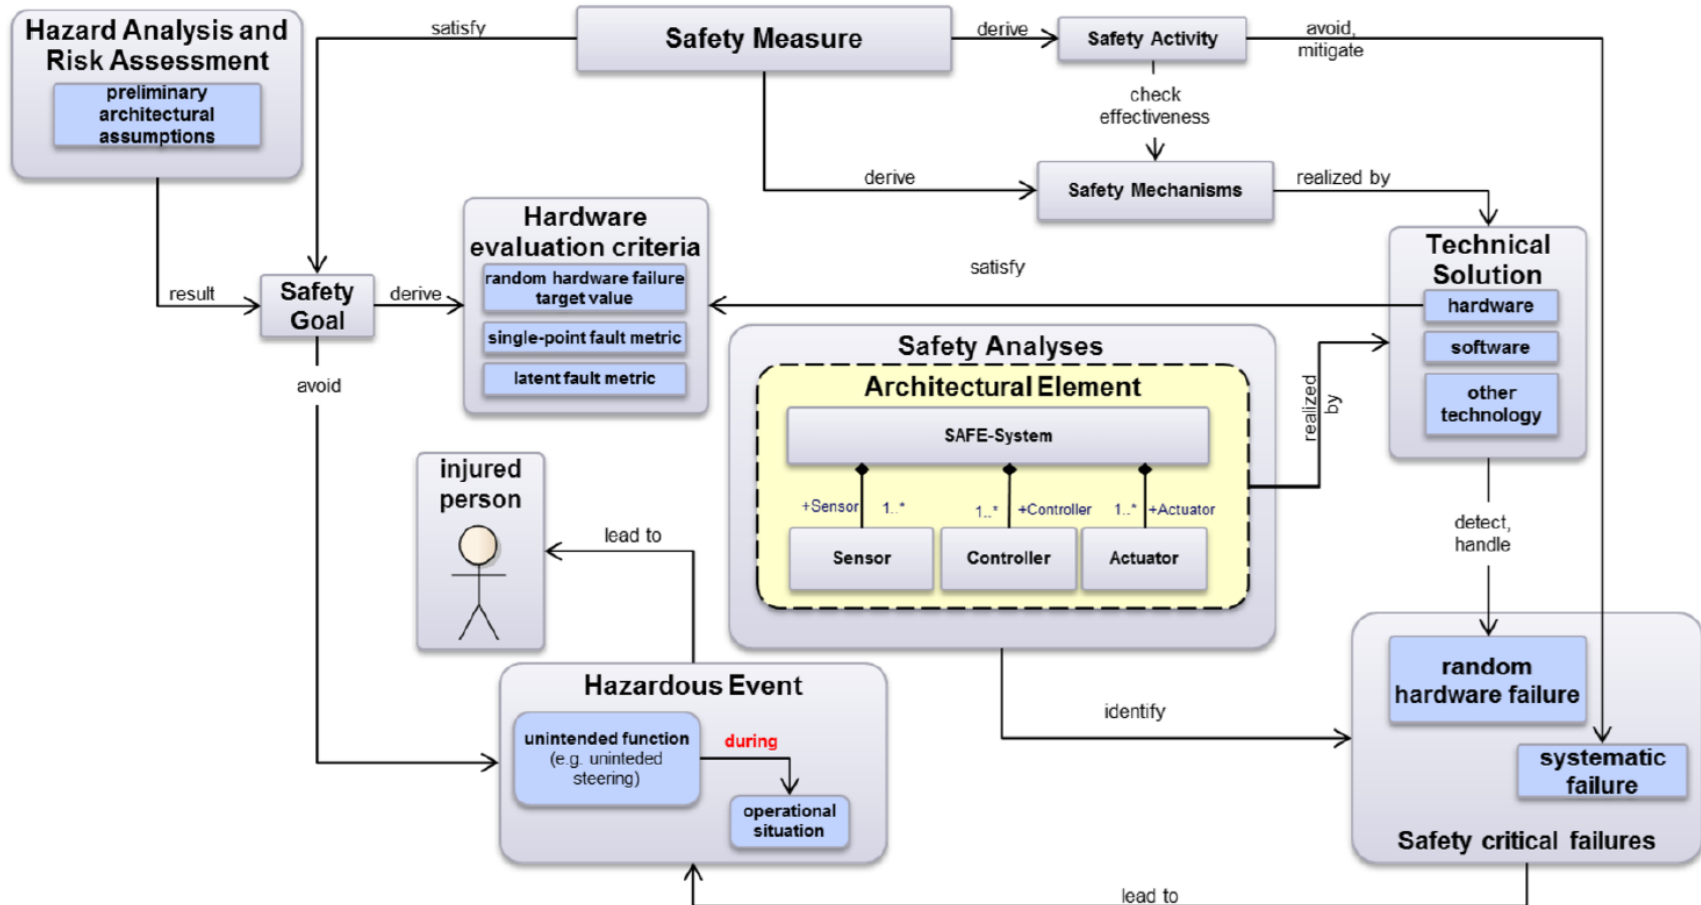 Hazard Analysis and
Risk Assessment
preliminary
architectural
assumptions
satisfy
Safety Measure
derive
Safety Activity
avoid,
mitigate
check
effectiveness
derive
Safety Mechanisms
realized by
Hardware
evaluation criteria
random hardware failure
target value
single-point fault metric
latent fault metric
result
Safety
Goal
derive
satisfy
Technical
Solution
hardware
software
other
technology
avoid
Safety Analyses
Architectural Element
SAFE-System
+Sensor
1..*
1..*
+Controller
1..*
+Actuator
Sensor
Controller
Actuator
realized
by
injured
person
lead to
detect,
handle
Hazardous Event
unintended function
(e.g. uninteded
steering)
during
operational
situation
identify
random
hardware failure
systematic
failure
Safety critical failures
lead to